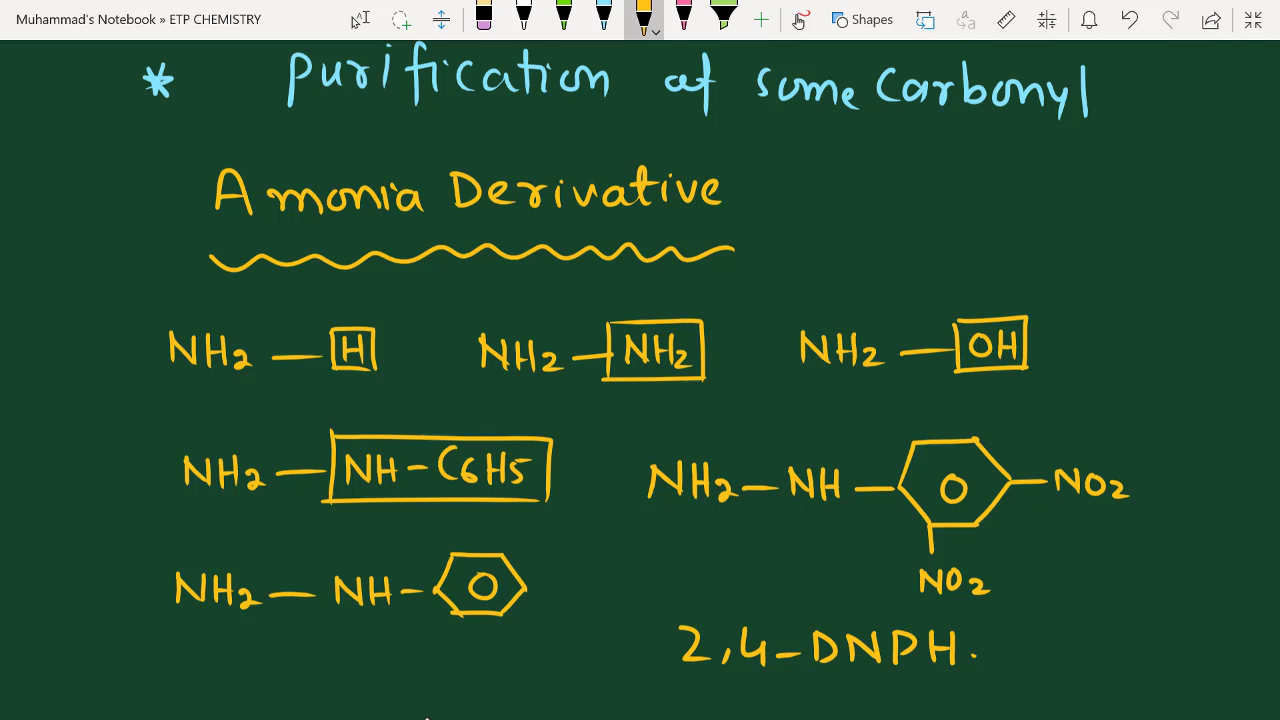 Muhammad's Notebook » ETP CHEMISTRY
Shapes
* purification of some carbonyl
Amonia Derivative
NH2 — H NH2 — NH2 NH2 — OH
NH2 — NH - C6H5 NH2 — NH — NO2
NO2
NH2 — NH -
2,4 - DNPH.